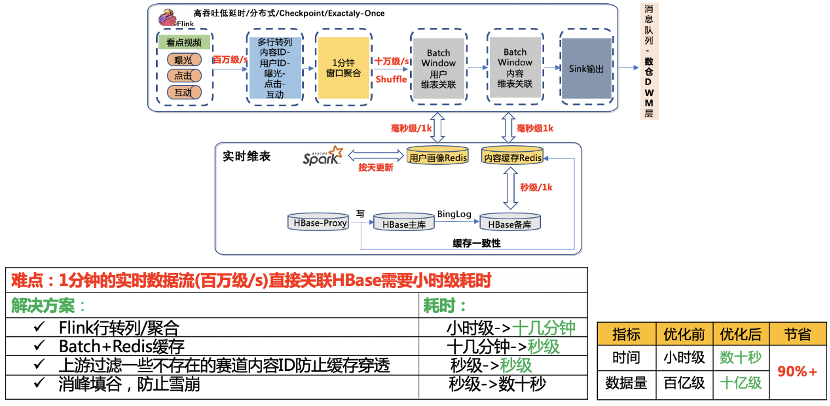 高吞吐低延时/分布式/Checkpoint/Exactaly-Once
Flink
看点视频
曝光
点击
互动
百万级/s
多行转列
内容ID-
用户ID-
曝光-
点击-
互动
1分钟
窗口聚合
十万级/s
Shuffle
Batch
Window
用户
维表关联
Batch
Window
内容
维表关联
Sink输出
消息队列-数仓DWM层
毫秒级/1k
毫秒级1k
实时维表
Spark
按天更新
用户画像Redis
内容缓存Redis
秒级/1k
HBase-Proxy
写
HBase主库
BingLog
HBase备库
缓存一致性
难点：1分钟的实时数据流(百万级/s)直接关联HBase需要小时级耗时
解决方案： 耗时：
✓ Flink行转列/聚合 小时级->十几分钟
✓ Batch+Redis缓存 十几分钟->秒级
✓ 上游过滤一些不存在的赛道内容ID防止缓存穿透 秒级->秒级
✓ 消峰填谷，防止雪崩 秒级->数十秒
指标 优化前 优化后 节省
时间 小时级 数十秒 90%+
数据量 百亿级 十亿级